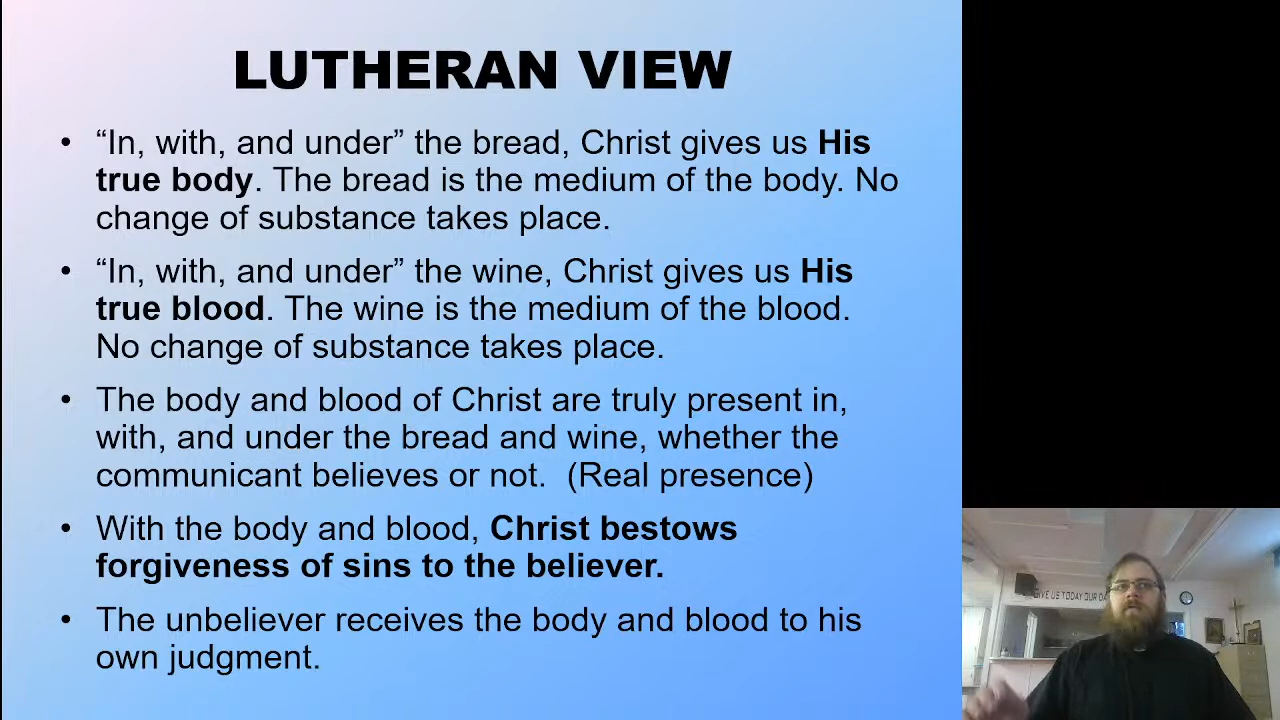 LUTHERAN VIEW
• “In, with, and under” the bread, Christ gives us His
true body. The bread is the medium of the body. No
change of substance takes place.
• “In, with, and under” the wine, Christ gives us His
true blood. The wine is the medium of the blood.
No change of substance takes place.
• The body and blood of Christ are truly present in,
with, and under the bread and wine, whether the
communicant believes or not.  (Real presence)
• With the body and blood, Christ bestows
forgiveness of sins to the believer.
• The unbeliever receives the body and blood to his
own judgment.
GIVE US TODAY OUR